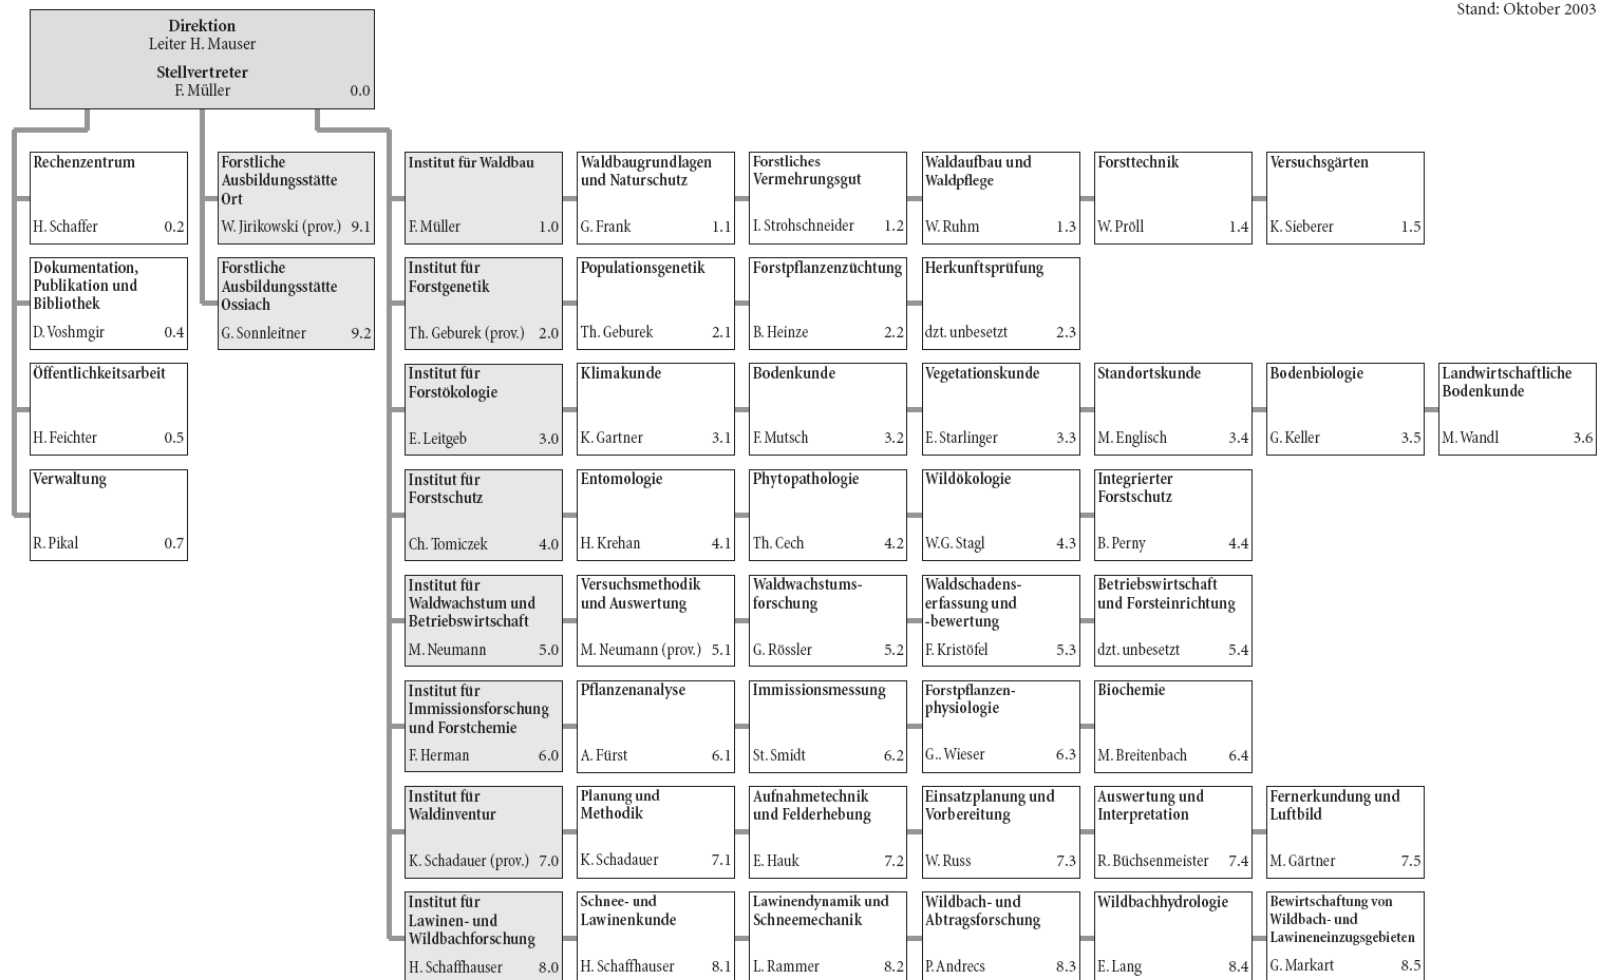 Stand: Oktober 2003
Direktion
Leiter H. Mauser
Stellvertreter
F. Müller 0.0
Rechenzentrum
H. Schaffer 0.2
Dokumentation,
Publikation und
Bibliothek
D. Voshmgir 0.4
Öffentlichkeitsarbeit
H. Feichter 0.5
Verwaltung
R. Pikal 0.7
Forstliche
Ausbildungsstätte
Ort
W. Jirikowski (prov.) 9.1
Forstliche
Ausbildungsstätte
Ossiach
G. Sonnleitner 9.2
Institut für Waldbau
F. Müller 1.0
Waldbaugrundlagen
und Naturschutz
G. Frank 1.1
Forstliches
Vermehrungsgut
I. Strohschneider 1.2
Waldaufbau und
Waldpflege
W. Ruhm 1.3
Forsttechnik
W. Pröll 1.4
Versuchsgärten
K. Sieberer 1.5
Institut für
Forstgenetik
Th. Geburek (prov.) 2.0
Populationsgenetik
Th. Geburek 2.1
Forstpflanzenzüchtung
B. Heinze 2.2
Herkunftsprüfung
dzt. unbesetzt 2.3
Institut für
Forstökologie
E. Leitgeb 3.0
Klimakunde
K. Gartner 3.1
Bodenkunde
F. Mutsch 3.2
Vegetationskunde
E. Starlinger 3.3
Standortskunde
M. Englisch 3.4
Bodenbiologie
G. Keller 3.5
Landwirtschaftliche
Bodenkunde
M. Wandl 3.6
Institut für
Forstschutz
Ch. Tomiczek 4.0
Entomologie
H. Krehan 4.1
Phytopathologie
Th. Cech 4.2
Wildökologie
W.G. Stagl 4.3
Integrierter
Forstschutz
B. Perny 4.4
Institut für
Waldwachstum und
Betriebswirtschaft
M. Neumann 5.0
Versuchsmethodik
und Auswertung
M. Neumann (prov.) 5.1
Waldwachstums-
forschung
G. Rössler 5.2
Waldschadens-
erfassung und
-bewertung
F. Kristöfel 5.3
Betriebswirtschaft
und Forsteinrichtung
dzt. unbesetzt 5.4
Institut für
Immissionsforschung
und Forstchemie
F. Herman 6.0
Pflanzenanalyse
A. Fürst 6.1
Immissionsmessung
St. Smidt 6.2
Forstpflanzen-
physiologie
G.. Wieser 6.3
Biochemie
M. Breitenbach 6.4
Institut für
Waldinventur
K. Schadauer (prov.) 7.0
Planung und
Methodik
K. Schadauer 7.1
Aufnahmetechnik
und Felderhebung
E. Hauk 7.2
Einsatzplanung und
Vorbereitung
W. Russ 7.3
Auswertung und
Interpretation
R. Büchsenmeister 7.4
Fernerkundung und
Luftbild
M. Gärtner 7.5
Institut für
Lawinen- und
Wildbachforschung
H. Schaffhauser 8.0
Schnee- und
Lawinenkunde
H. Schaffhauser 8.1
Lawinendynamik und
Schneemechanik
L. Rammer 8.2
Wildbach- und
Abtragsforschung
P. Andrecs 8.3
Wildbachhydrologie
E. Lang 8.4
Bewirtschaftung von
Wildbach- und
Lawineneinzugsgebieten
G. Markart 8.5